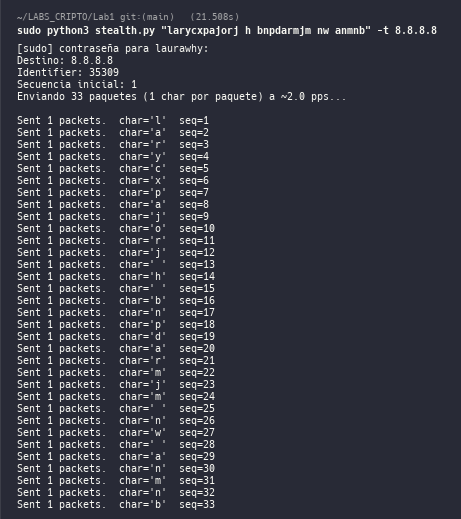 ~/LABS_CRIPTO/Lab1 git:(main)   (21.508s)
sudo python3 stealth.py "larycxpajorj h bnpdarmjm nw anmnb" -t 8.8.8.8
[sudo] contraseña para laurawhy:
Destino: 8.8.8.8
Identifier: 35309
Secuencia inicial: 1
Enviando 33 paquetes (1 char por paquete) a ~2.0 pps...
Sent 1 packets.  char='l'  seq=1
Sent 1 packets.  char='a'  seq=2
Sent 1 packets.  char='r'  seq=3
Sent 1 packets.  char='y'  seq=4
Sent 1 packets.  char='c'  seq=5
Sent 1 packets.  char='x'  seq=6
Sent 1 packets.  char='p'  seq=7
Sent 1 packets.  char='a'  seq=8
Sent 1 packets.  char='j'  seq=9
Sent 1 packets.  char='o'  seq=10
Sent 1 packets.  char='r'  seq=11
Sent 1 packets.  char='j'  seq=12
Sent 1 packets.  char=' '  seq=13
Sent 1 packets.  char='h'  seq=14
Sent 1 packets.  char=' '  seq=15
Sent 1 packets.  char='b'  seq=16
Sent 1 packets.  char='n'  seq=17
Sent 1 packets.  char='p'  seq=18
Sent 1 packets.  char='d'  seq=19
Sent 1 packets.  char='a'  seq=20
Sent 1 packets.  char='r'  seq=21
Sent 1 packets.  char='m'  seq=22
Sent 1 packets.  char='j'  seq=23
Sent 1 packets.  char='m'  seq=24
Sent 1 packets.  char=' '  seq=25
Sent 1 packets.  char='n'  seq=26
Sent 1 packets.  char='w'  seq=27
Sent 1 packets.  char=' '  seq=28
Sent 1 packets.  char='a'  seq=29
Sent 1 packets.  char='n'  seq=30
Sent 1 packets.  char='m'  seq=31
Sent 1 packets.  char='n'  seq=32
Sent 1 packets.  char='b'  seq=33